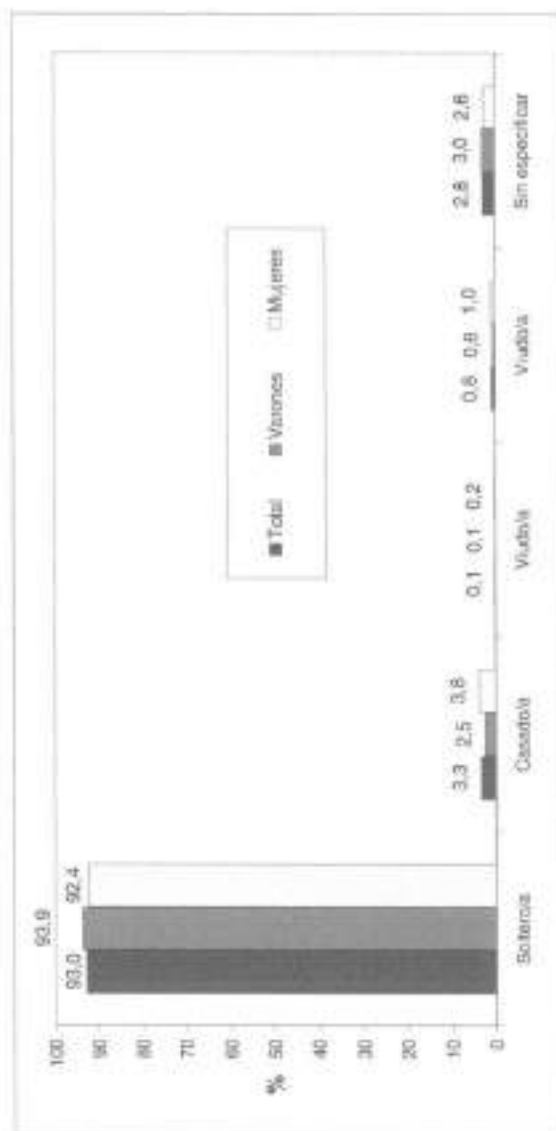 100
90
80
70
60
50
40
30
20
10
0
%
93,0 93,9 92,4
3,3 2,5 3,8
0,1 0,1 0,2
0,8 0,8 1,0
2,8 3,0 2,6
Soltero/a Casado/a Viudo/a Viudo/a Sin especificar
Total Varones Mujeres